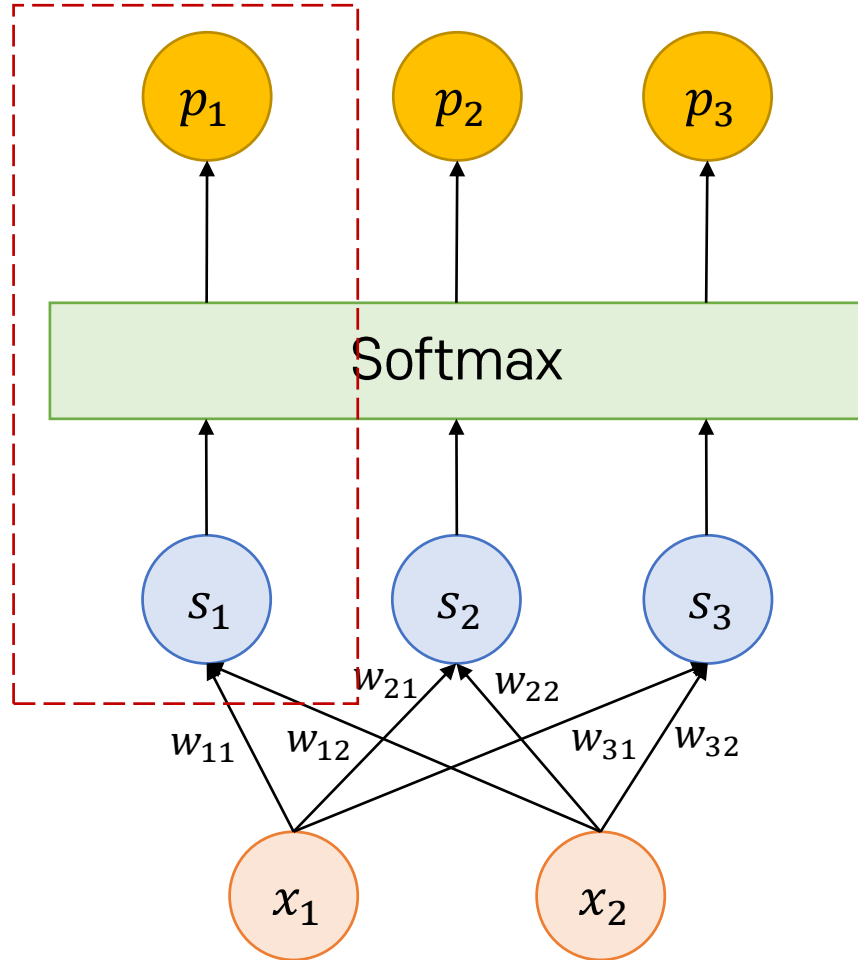 p₁ p₂ p₃
Softmax
s₁ s₂ s₃
w₂₁ w₂₂
w₁₁ w₁₂ w₃₁ w₃₂
x₁ x₂